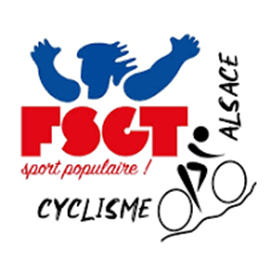 FSGT
sport populaire !
CYCLISME
ALSACE